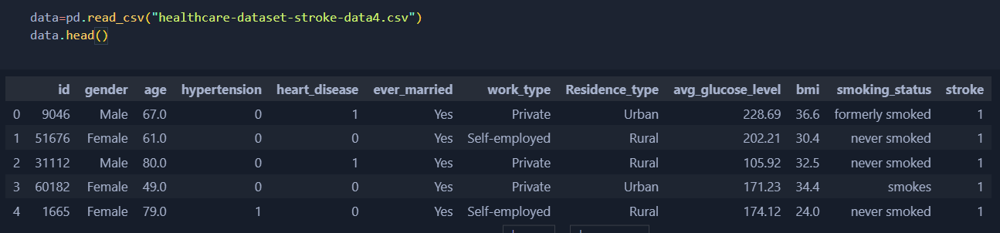 data=pd.read_csv("healthcare-dataset-stroke-data4.csv")
data.head()
id gender age hypertension heart_disease ever_married work_type Residence_type avg_glucose_level bmi smoking_status stroke
0 9046 Male 67.0 0 1 Yes Private Urban 228.69 36.6 formerly smoked 1
1 51676 Female 61.0 0 0 Yes Self-employed Rural 202.21 30.4 never smoked 1
2 31112 Male 80.0 0 1 Yes Private Rural 105.92 32.5 never smoked 1
3 60182 Female 49.0 0 0 Yes Private Urban 171.23 34.4 smokes 1
4 1665 Female 79.0 1 0 Yes Self-employed Rural 174.12 24.0 never smoked 1